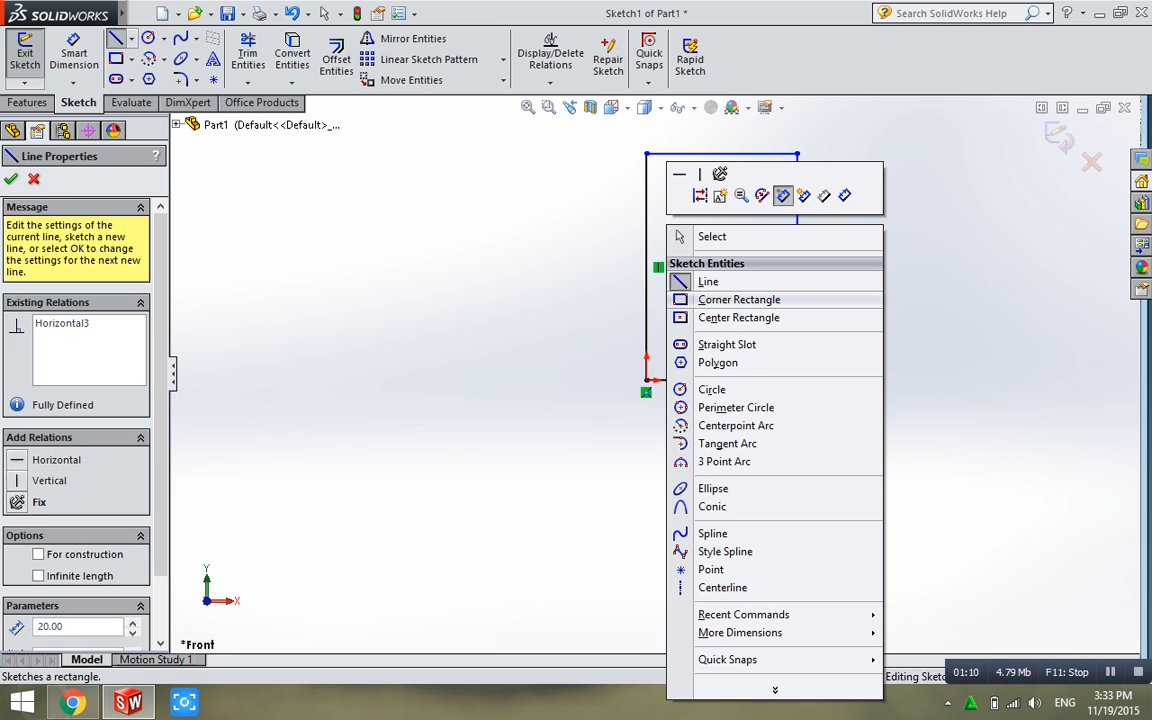 SOLIDWORKS
Sketch1 of Part1 *
Search SolidWorks Help
?
Exit Sketch
Smart Dimension
Trim Entities
Convert Entities
Offset Entities
Mirror Entities
Linear Sketch Pattern
Move Entities
Display/Delete Relations
Repair Sketch
Quick Snaps
Rapid Sketch
Features
Sketch
Evaluate
DimXpert
Office Products
Part1 (Default<<Default>_...
Line Properties
?
Message
Edit the settings of the
current line, sketch a new
line, or select OK to change
the settings for the next new
line.
Existing Relations
Horizontal3
Fully Defined
Add Relations
Horizontal
Vertical
Fix
Options
For construction
Infinite length
Parameters
20.00
Select
Sketch Entities
Line
Corner Rectangle
Center Rectangle
Straight Slot
Polygon
Circle
Perimeter Circle
Centerpoint Arc
Tangent Arc
3 Point Arc
Ellipse
Conic
Spline
Style Spline
Point
Centerline
Recent Commands
More Dimensions
Quick Snaps
Y
X
*Front
Model
Motion Study 1
Sketches a rectangle.
Editing Sketc
01:10
4.79 Mb
F11: Stop
SW
ENG
3:33 PM
11/19/2015